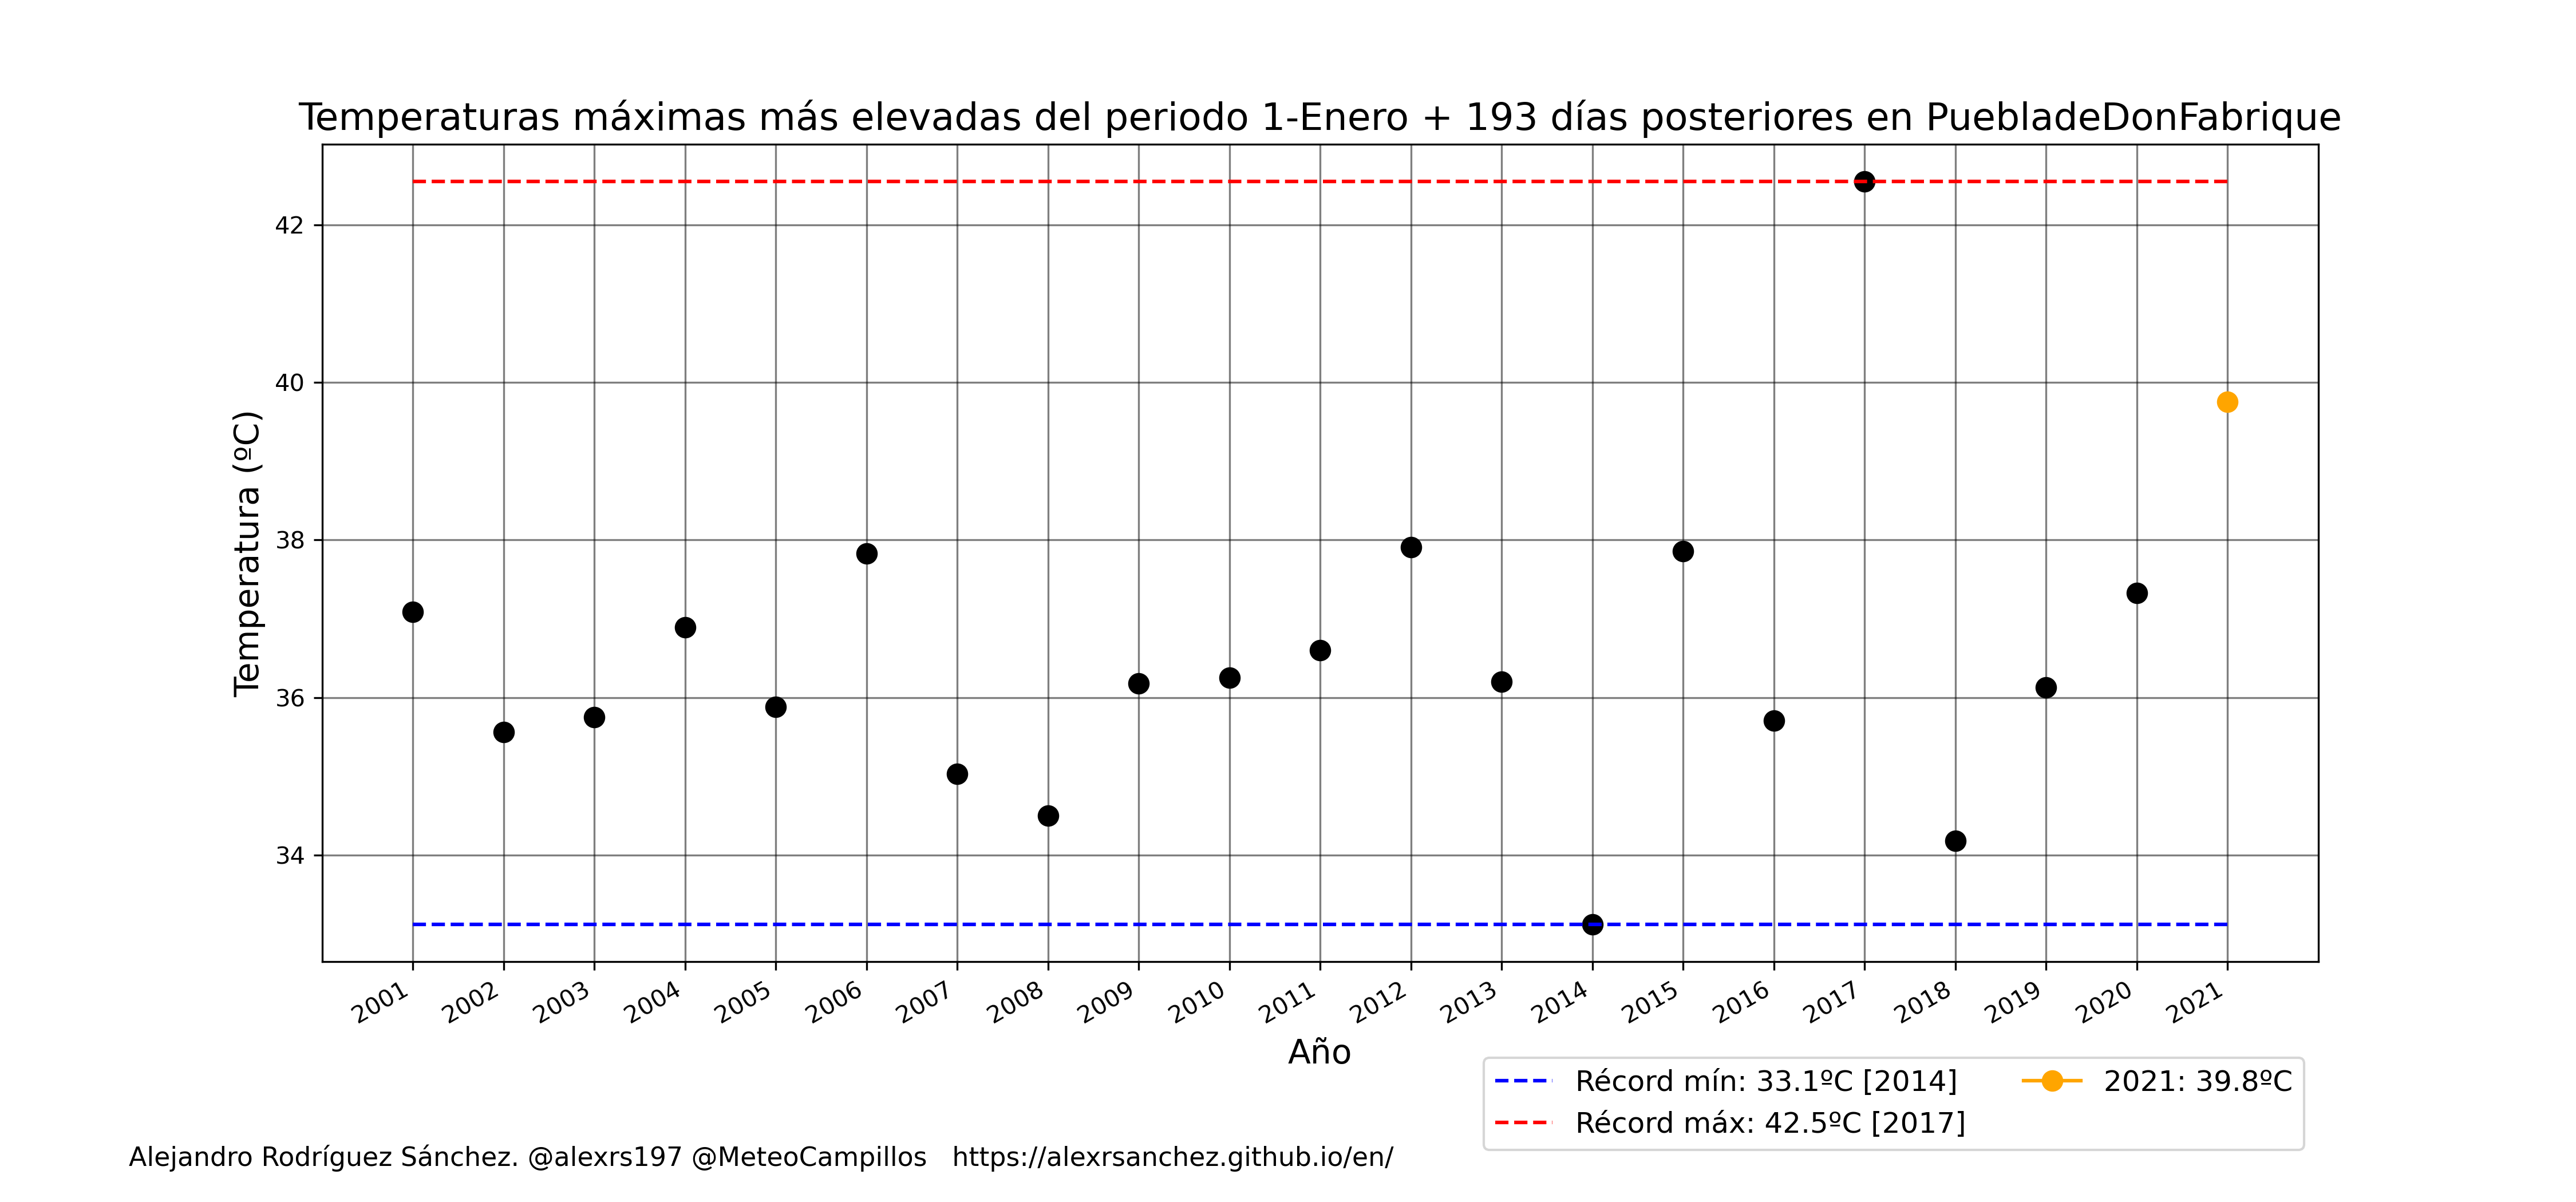 Temperaturas máximas más elevadas del periodo 1-Enero + 193 días posteriores en PuebladeDonFabrique
Temperatura (ºC)
42
40
38
36
34
2001 2002 2003 2004 2005 2006 2007 2008 2009 2010 2011 2012 2013 2014 2015 2016 2017 2018 2019 2020 2021
Año
Récord mín: 33.1ºC [2014]
Récord máx: 42.5ºC [2017]
2021: 39.8ºC
Alejandro Rodríguez Sánchez. @alexrs197 @MeteoCampillos https://alexrsanchez.github.io/en/